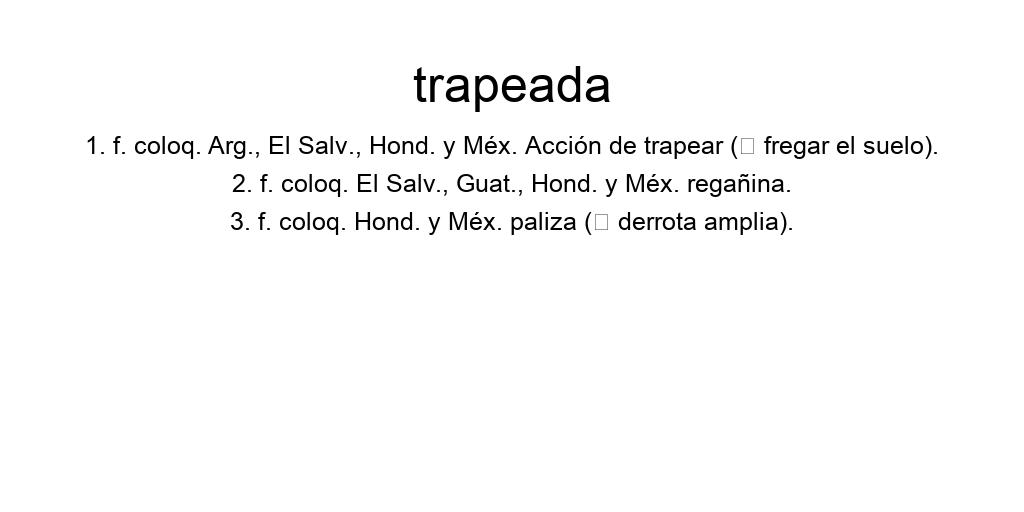 trapeada
1. f. coloq. Arg., El Salv., Hond. y Méx. Acción de trapear (□ fregar el suelo).
2. f. coloq. El Salv., Guat., Hond. y Méx. regañina.
3. f. coloq. Hond. y Méx. paliza (□ derrota amplia).